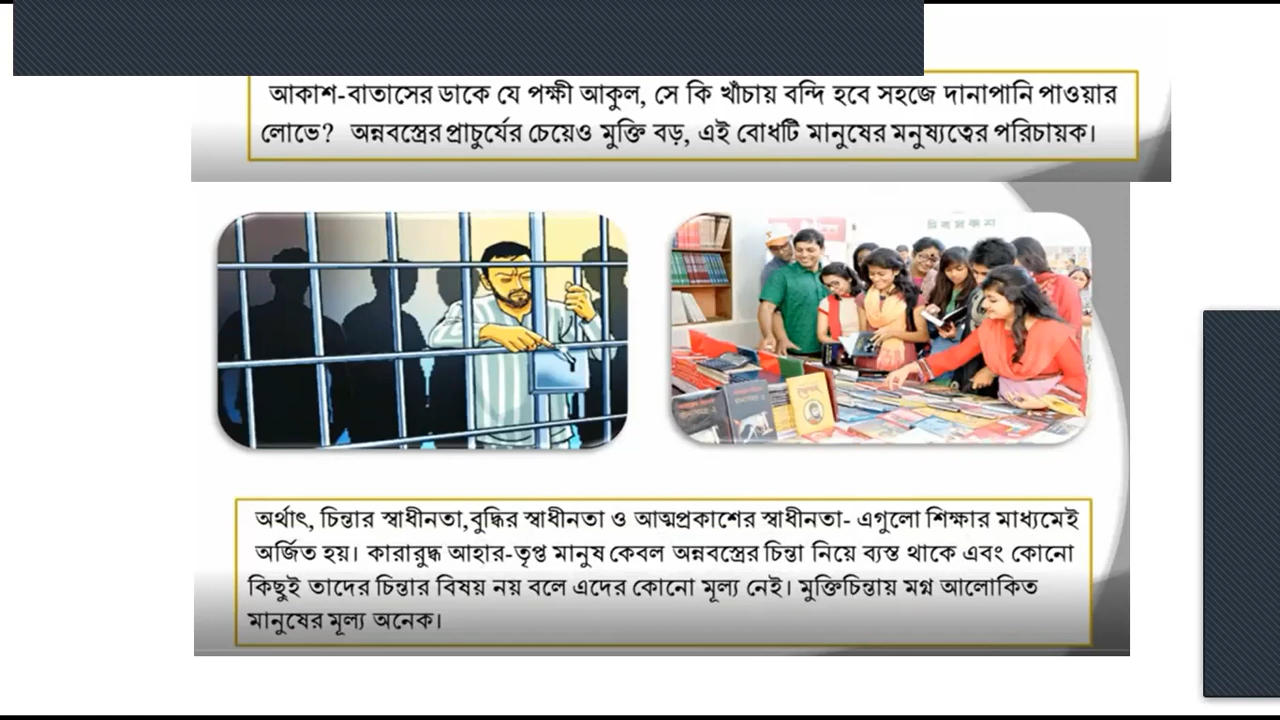 আকাশ-বাতাসের ডাকে যে পক্ষী আকুল, সে কি খাঁচায় বন্দি হবে সহজে দানাপানি পাওয়ার
লোভে? অন্নবস্ত্রের প্রাচুর্যের চেয়েও মুক্তি বড়, এই বোধটি মানুষের মনুষ্যত্বের পরিচায়ক।
অর্থাৎ, চিন্তার স্বাধীনতা,বুদ্ধির স্বাধীনতা ও আত্মপ্রকাশের স্বাধীনতা- এগুলো শিক্ষার মাধ্যমেই
অর্জিত হয়। কারারুদ্ধ আহার-তৃপ্ত মানুষ কেবল অন্নবস্ত্রের চিন্তা নিয়ে ব্যস্ত থাকে এবং কোনো
কিছুই তাদের চিন্তার বিষয় নয় বলে এদের কোনো মূল্য নেই। মুক্তিচিন্তায় মগ্ন আলোকিত
মানুষের মূল্য অনেক।